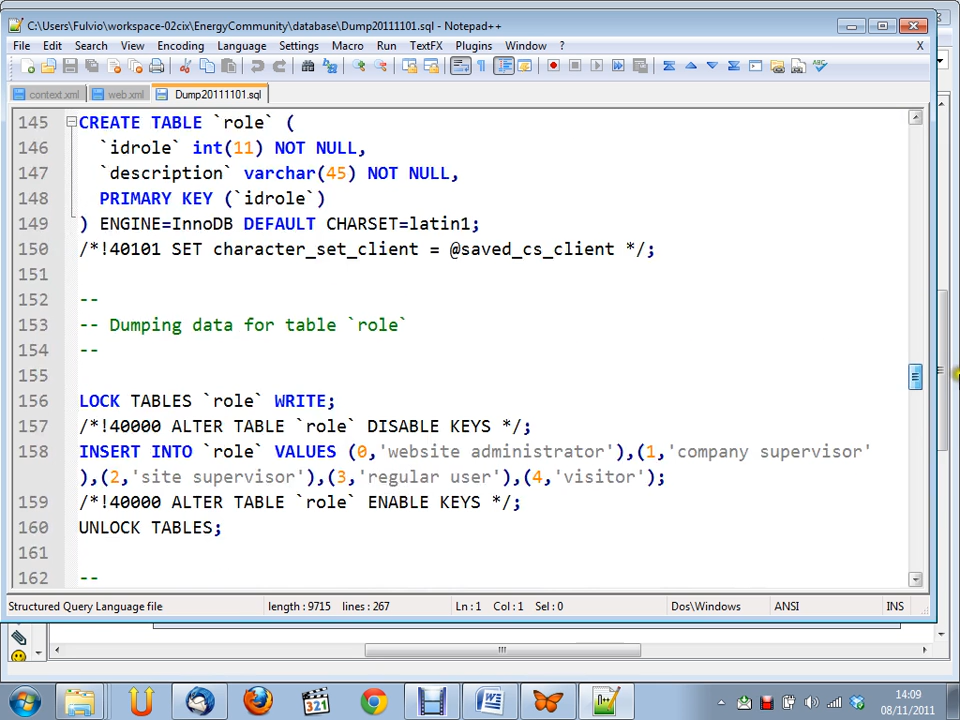 C:\Users\Fulvio\workspace-02cix\EnergyCommunity\database\Dump20111101.sql - Notepad++
File Edit Search View Encoding Language Settings Macro Run TextFX Plugins Window ? X
context.xml web.xml Dump20111101.sql
145 CREATE TABLE `role` (
146 `idrole` int(11) NOT NULL,
147 `description` varchar(45) NOT NULL,
148 PRIMARY KEY (`idrole`)
149 ) ENGINE=InnoDB DEFAULT CHARSET=latin1;
150 /*!40101 SET character_set_client = @saved_cs_client */;
151
152 --
153 -- Dumping data for table `role`
154 --
155
156 LOCK TABLES `role` WRITE;
157 /*!40000 ALTER TABLE `role` DISABLE KEYS */;
158 INSERT INTO `role` VALUES (0,'website administrator'),(1,'company supervisor'
),(2,'site supervisor'),(3,'regular user'),(4,'visitor');
159 /*!40000 ALTER TABLE `role` ENABLE KEYS */;
160 UNLOCK TABLES;
161
162 --
Structured Query Language file length : 9715 lines : 267 Ln : 1 Col : 1 Sel : 0 Dos\Windows ANSI INS
321
14:09
08/11/2011